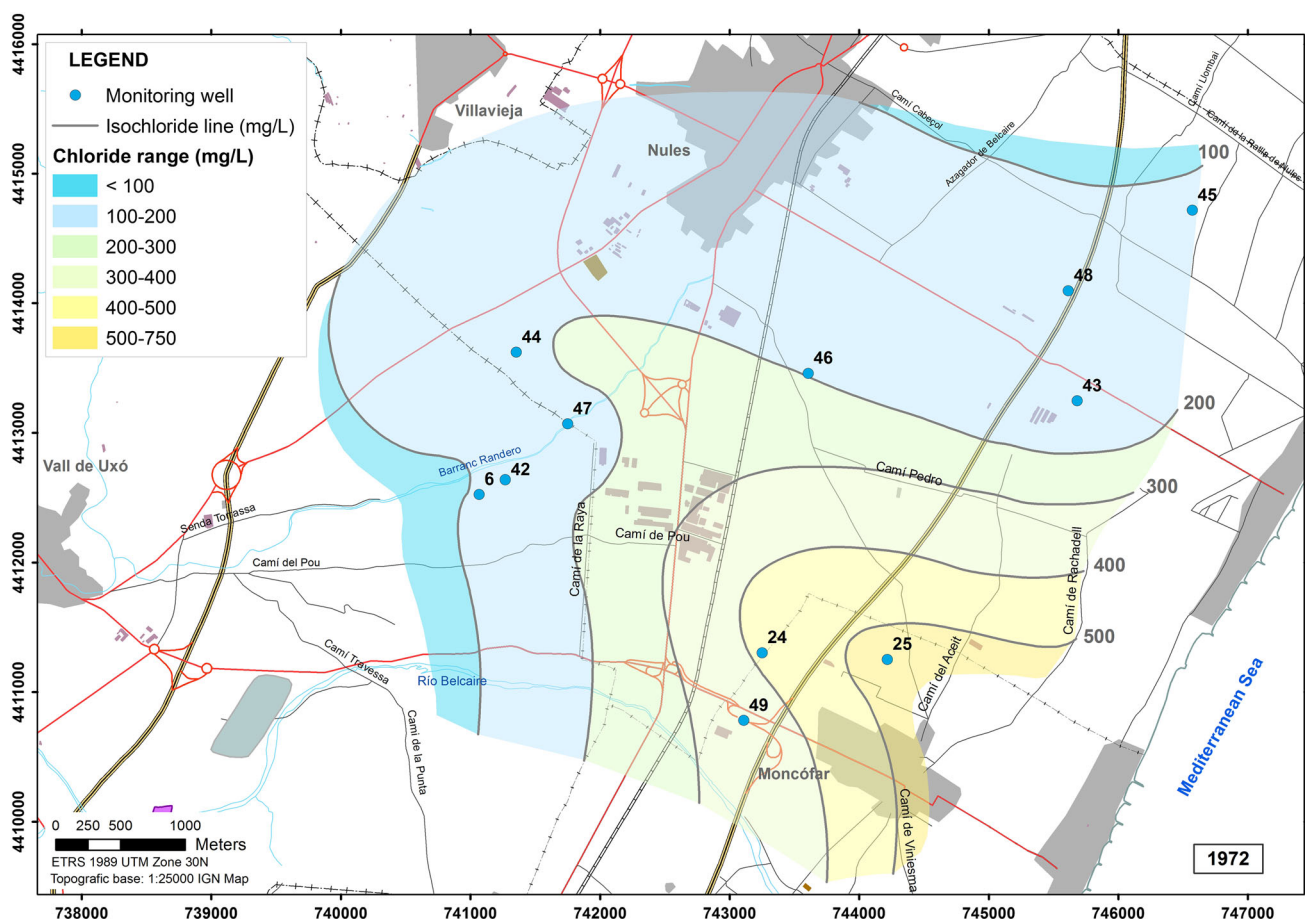 LEGEND
Monitoring well
Isochloride line (mg/L)
Chloride range (mg/L)
< 100
100-200
200-300
300-400
400-500
500-750
4416000
4415000
4414000
4413000
4412000
4411000
4410000
Villavieja
Nules
Camí Cabeçol
Azagador de Belcaire
Camí Llombai
100
45
48
44
46
43
200
47
Vall de Uxó
Barranc Randero
6
42
Camí Pedro
300
Senda Torrassa
Camí de la Raya
Camí de Pou
Camí del Pou
Camí de Rachadell
400
500
24
25
Camí Travessa
Río Belcaire
Camí del Aceit
49
Camí de la Punta
Moncófar
Camí de Viniesma
Mediterranean Sea
0 250 500 1000
Meters
ETRS 1989 UTM Zone 30N
Topografic base: 1:25000 IGN Map
1972
738000 739000 740000 741000 742000 743000 744000 745000 746000 747000